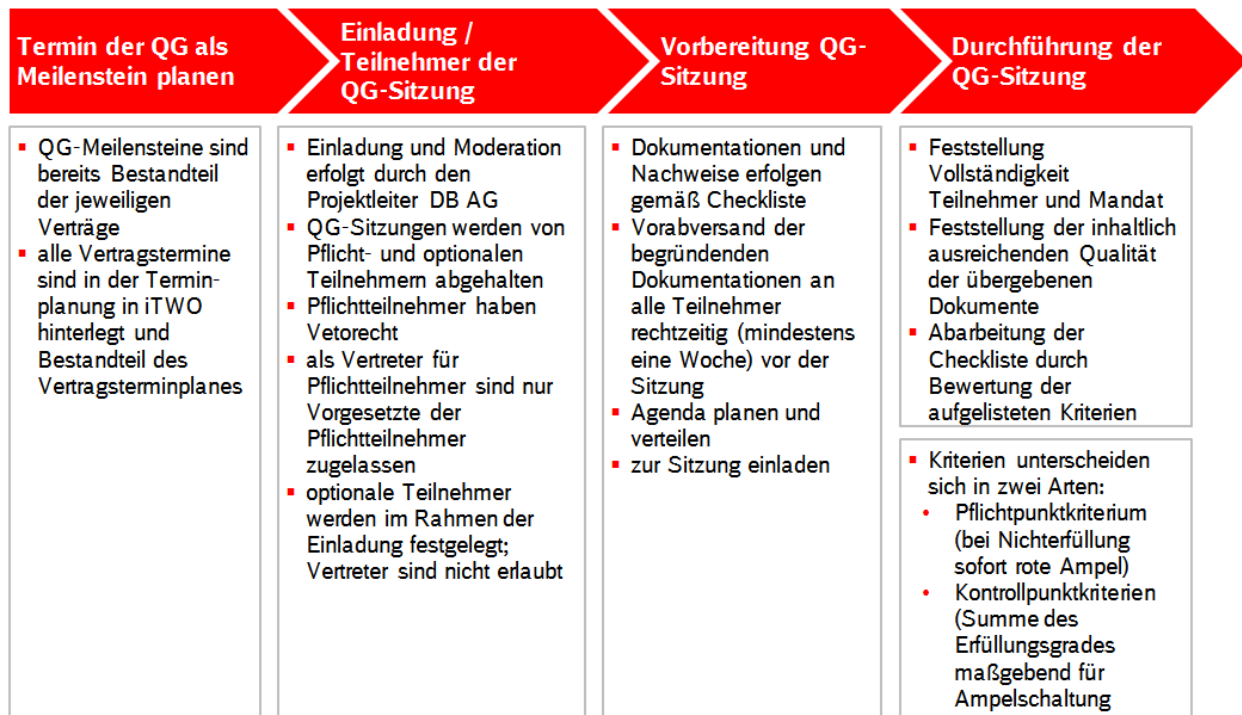 Termin der QG als
Meilenstein planen
Einladung /
Teilnehmer der
QG-Sitzung
Vorbereitung QG-
Sitzung
Durchführung der
QG-Sitzung
▪ QG-Meilensteine sind
bereits Bestandteil
der jeweiligen
Verträge
▪ alle Vertragstermine
sind in der Termin-
planung in iTWO
hinterlegt und
Bestandteil des
Vertragsterminplanes
▪ Einladung und Moderation
erfolgt durch den
Projektleiter DB AG
▪ QG-Sitzungen werden von
Pflicht- und optionalen
Teilnehmern abgehalten
▪ Pflichtteilnehmer haben
Vetorecht
▪ als Vertreter für
Pflichtteilnehmer sind nur
Vorgesetzte der
Pflichtteilnehmer
zugelassen
▪ optionale Teilnehmer
werden im Rahmen der
Einladung festgelegt;
Vertreter sind nicht erlaubt
▪ Dokumentationen und
Nachweise erfolgen
gemäß Checkliste
▪ Vorabversand der
begründenden
Dokumentationen an
alle Teilnehmer
rechtzeitig (mindestens
eine Woche) vor der
Sitzung
▪ Agenda planen und
verteilen
▪ zur Sitzung einladen
▪ Feststellung
Vollständigkeit
Teilnehmer und Mandat
▪ Feststellung der inhaltlich
ausreichenden Qualität
der übergebenen
Dokumente
▪ Abarbeitung der
Checkliste durch
Bewertung der
aufgelisteten Kriterien
▪ Kriterien unterscheiden
sich in zwei Arten:
• Pflichtpunktkriterium
(bei Nichterfüllung
sofort rote Ampel)
• Kontrollpunktkriterien
(Summe des
Erfüllungsgrades
maßgebend für
Ampelschaltung